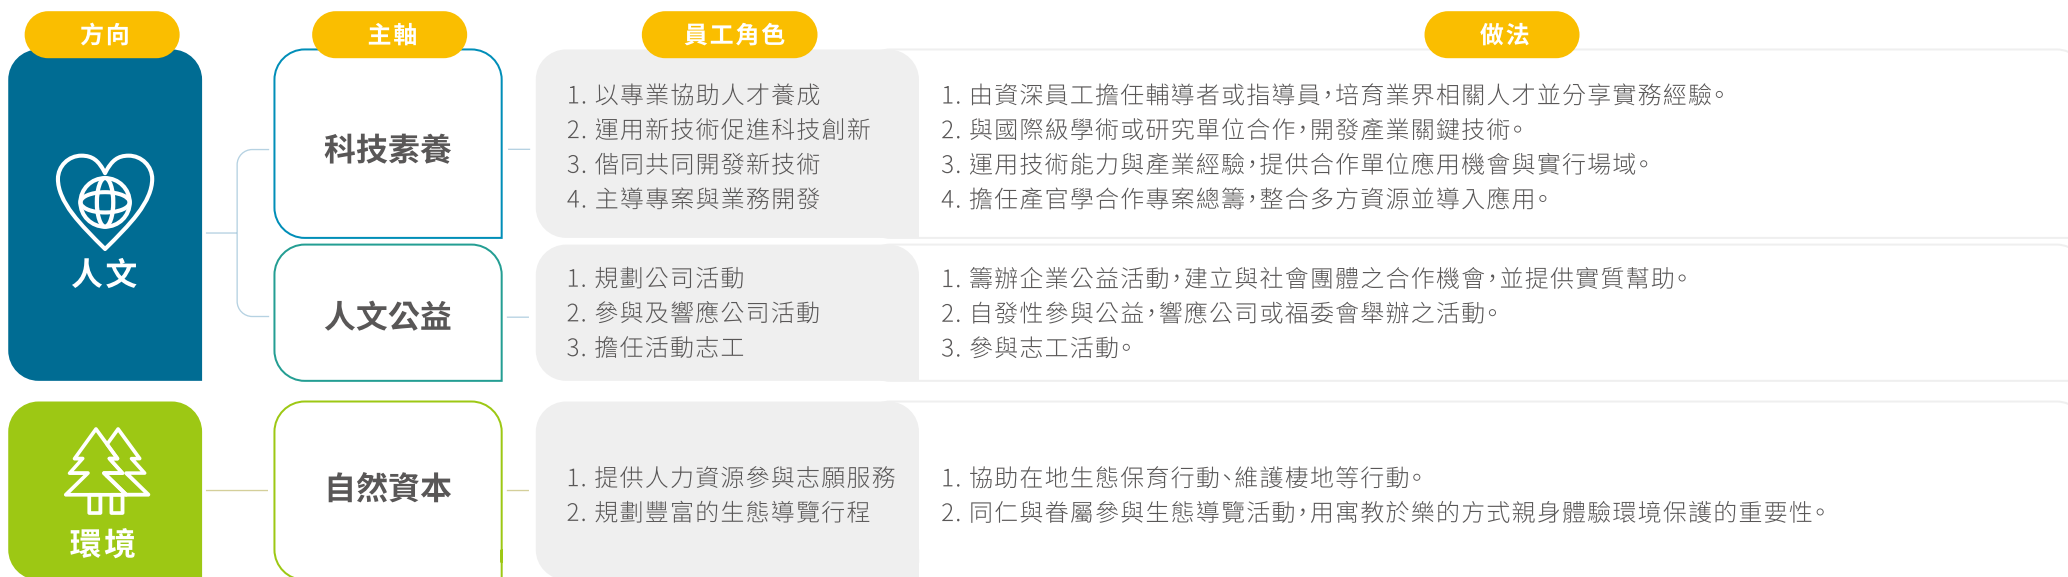 方向
主軸
員工角色
做法
人文
科技素養
1. 以專業協助人才養成
2. 運用新技術促進科技創新
3. 偕同共同開發新技術
4. 主導專案與業務開發
1. 由資深員工擔任輔導者或指導員，培育業界相關人才並分享實務經驗。
2. 與國際級學術或研究單位合作，開發產業關鍵技術。
3. 運用技術能力與產業經驗，提供合作單位應用機會與實行場域。
4. 擔任產官學合作專案總籌，整合多方資源並導入應用。
人文公益
1. 規劃公司活動
2. 參與及響應公司活動
3. 擔任活動志工
1. 籌辦企業公益活動，建立與社會團體之合作機會，並提供實質幫助。
2. 自發性參與公益，響應公司或福委會舉辦之活動。
3. 參與志工活動。
環境
自然資本
1. 提供人力資源參與志願服務
2. 規劃豐富的生態導覽行程
1. 協助在地生態保育行動、維護棲地等行動。
2. 同仁與眷屬參與生態導覽活動，用寓教於樂的方式親身體驗環境保護的重要性。